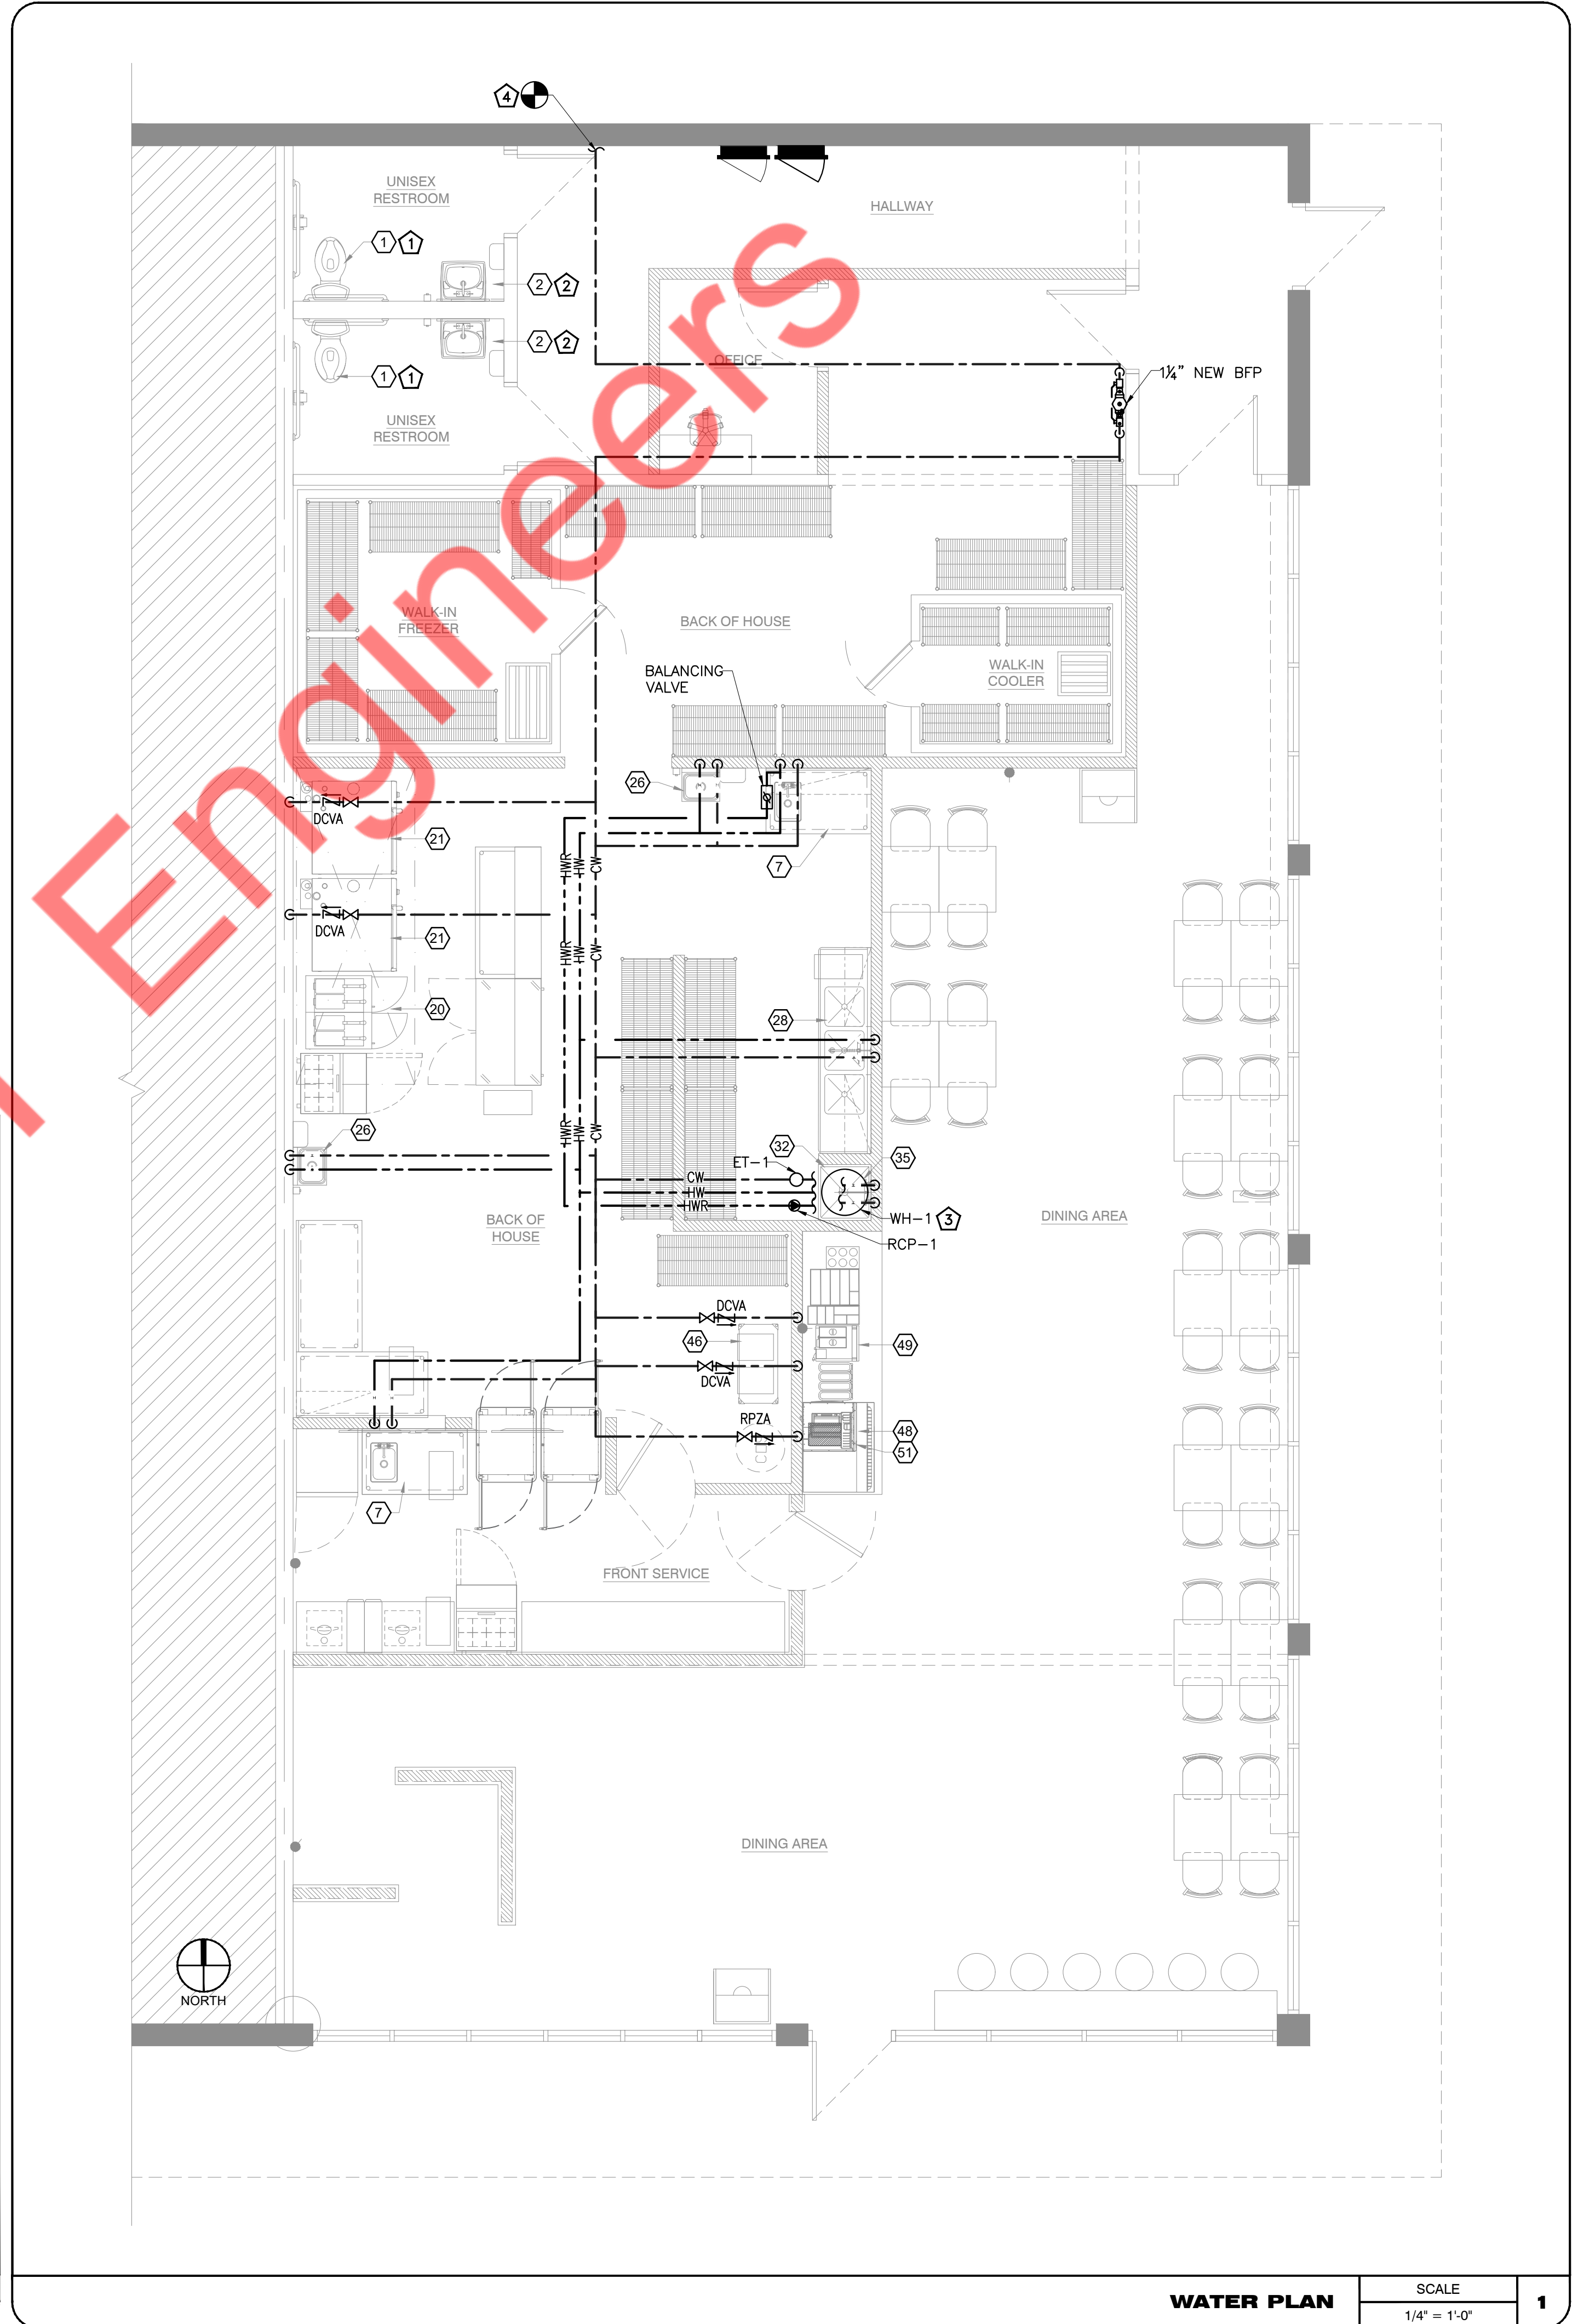 4
UNISEX
RESTROOM
HALLWAY
1 1
2 2
2 2
1 1
OFFICE
1¼" NEW BFP
UNISEX
RESTROOM
Engineers
WALK-IN
FREEZER
BACK OF HOUSE
BALANCING
VALVE
WALK-IN
COOLER
26
DCVA
21
7
HWR HW CW
DCVA
21
HWR HW CW
20
28
HWR HW CW
26
32
35
ET-1
CW
HW
HWR
WH-1 3
RCP-1
BACK OF
HOUSE
DINING AREA
DCVA
46
49
DCVA
RPZA
48
51
7
FRONT SERVICE
DINING AREA
NORTH
WATER PLAN
SCALE
1/4" = 1'-0"
1